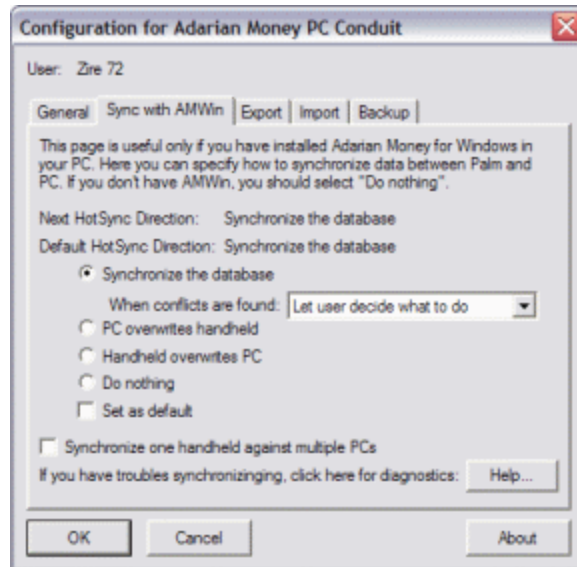 Configuration for Adarian Money PC Conduit
User: Zire 72
General Sync with AMWin Export Import Backup
This page is useful only if you have installed Adarian Money for Windows in
your PC. Here you can specify how to synchronize data between Palm and
PC. If you don't have AMWin, you should select "Do nothing".
Next HotSync Direction: Synchronize the database
Default HotSync Direction: Synchronize the database
Synchronize the database
When conflicts are found: Let user decide what to do
PC overwrites handheld
Handheld overwrites PC
Do nothing
Set as default
Synchronize one handheld against multiple PCs
If you have troubles synchronizinging, click here for diagnostics: Help...
OK Cancel About